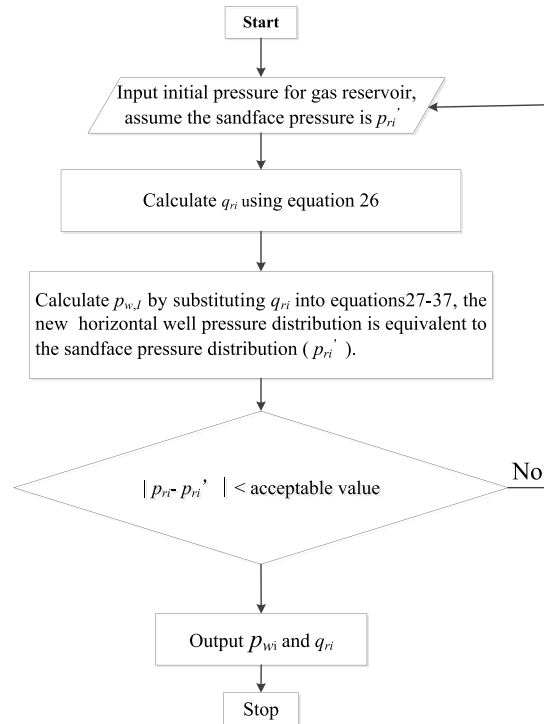 Start
Input initial pressure for gas reservoir,
assume the sandface pressure is pri′
Calculate qri using equation 26
Calculate pw,I by substituting qri into equations27-37, the
new horizontal well pressure distribution is equivalent to
the sandface pressure distribution ( pri′ ).
| pri- pri’ | < acceptable value
No
Output pwi and qri
Stop